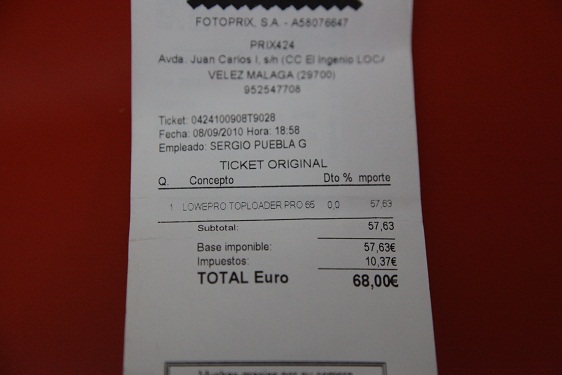 FOTOPRIX, S.A. - A58076647
PRIX424
Avda. Juan Carlos I, s/n (CC El Ingenio LOCA
VELEZ MALAGA (29700)
952547708
Ticket: 0424100908T9028
Fecha: 08/09/2010 Hora: 18:58
Empleado: SERGIO PUEBLA G
TICKET ORIGINAL
Q. Concepto Dto % mporte
1 LOWEPRO TOPLOADER PRO 65 0,0 57,63
Subtotal: 57,63
Base imponible: 57,63€
Impuestos: 10,37€
TOTAL Euro 68,00€